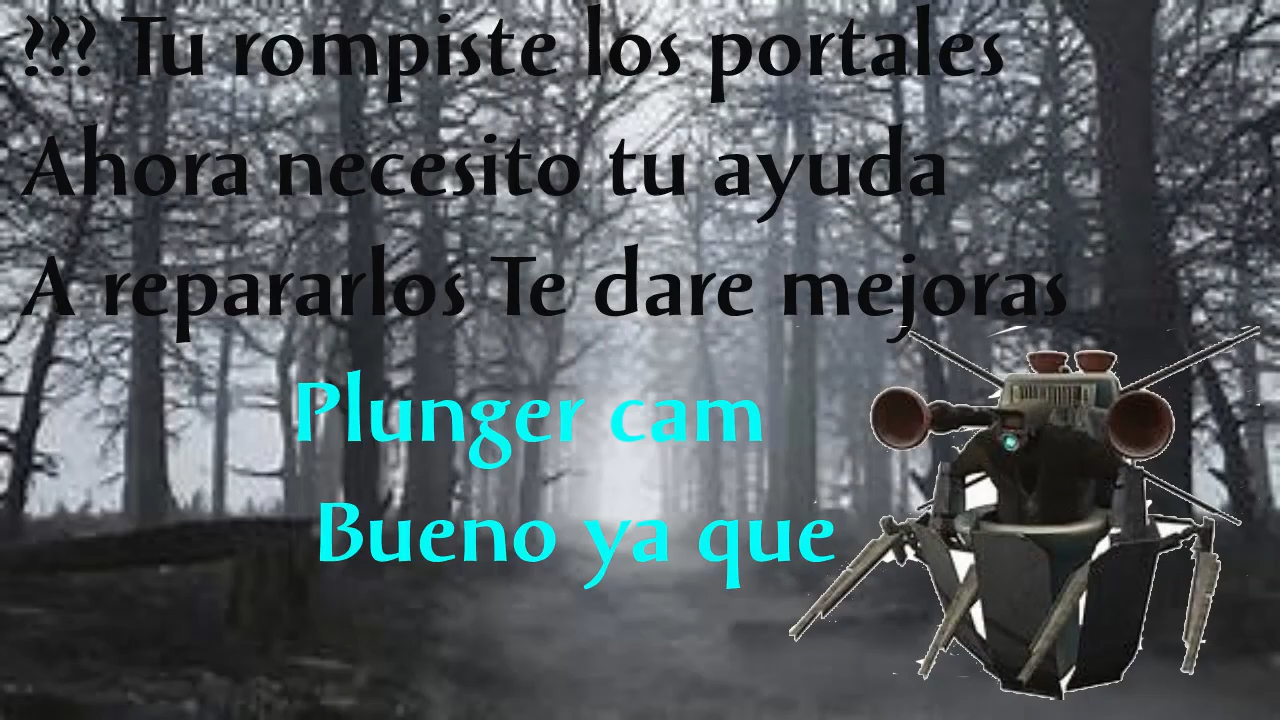 ??? Tu rompiste los portales
Ahora necesito tu ayuda
A repararlos Te dare mejoras
Plunger cam
Bueno ya que